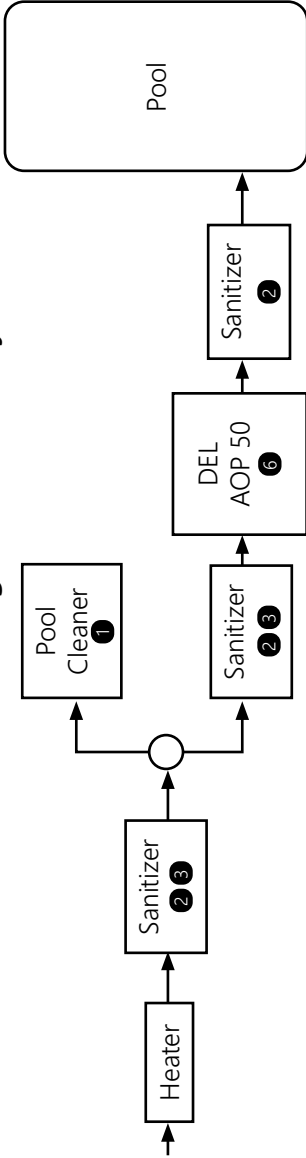 Heater
Sanitizer
2 3
Pool
Cleaner
1
Sanitizer
2 3
DEL
AOP 50
6
Sanitizer
2
Pool